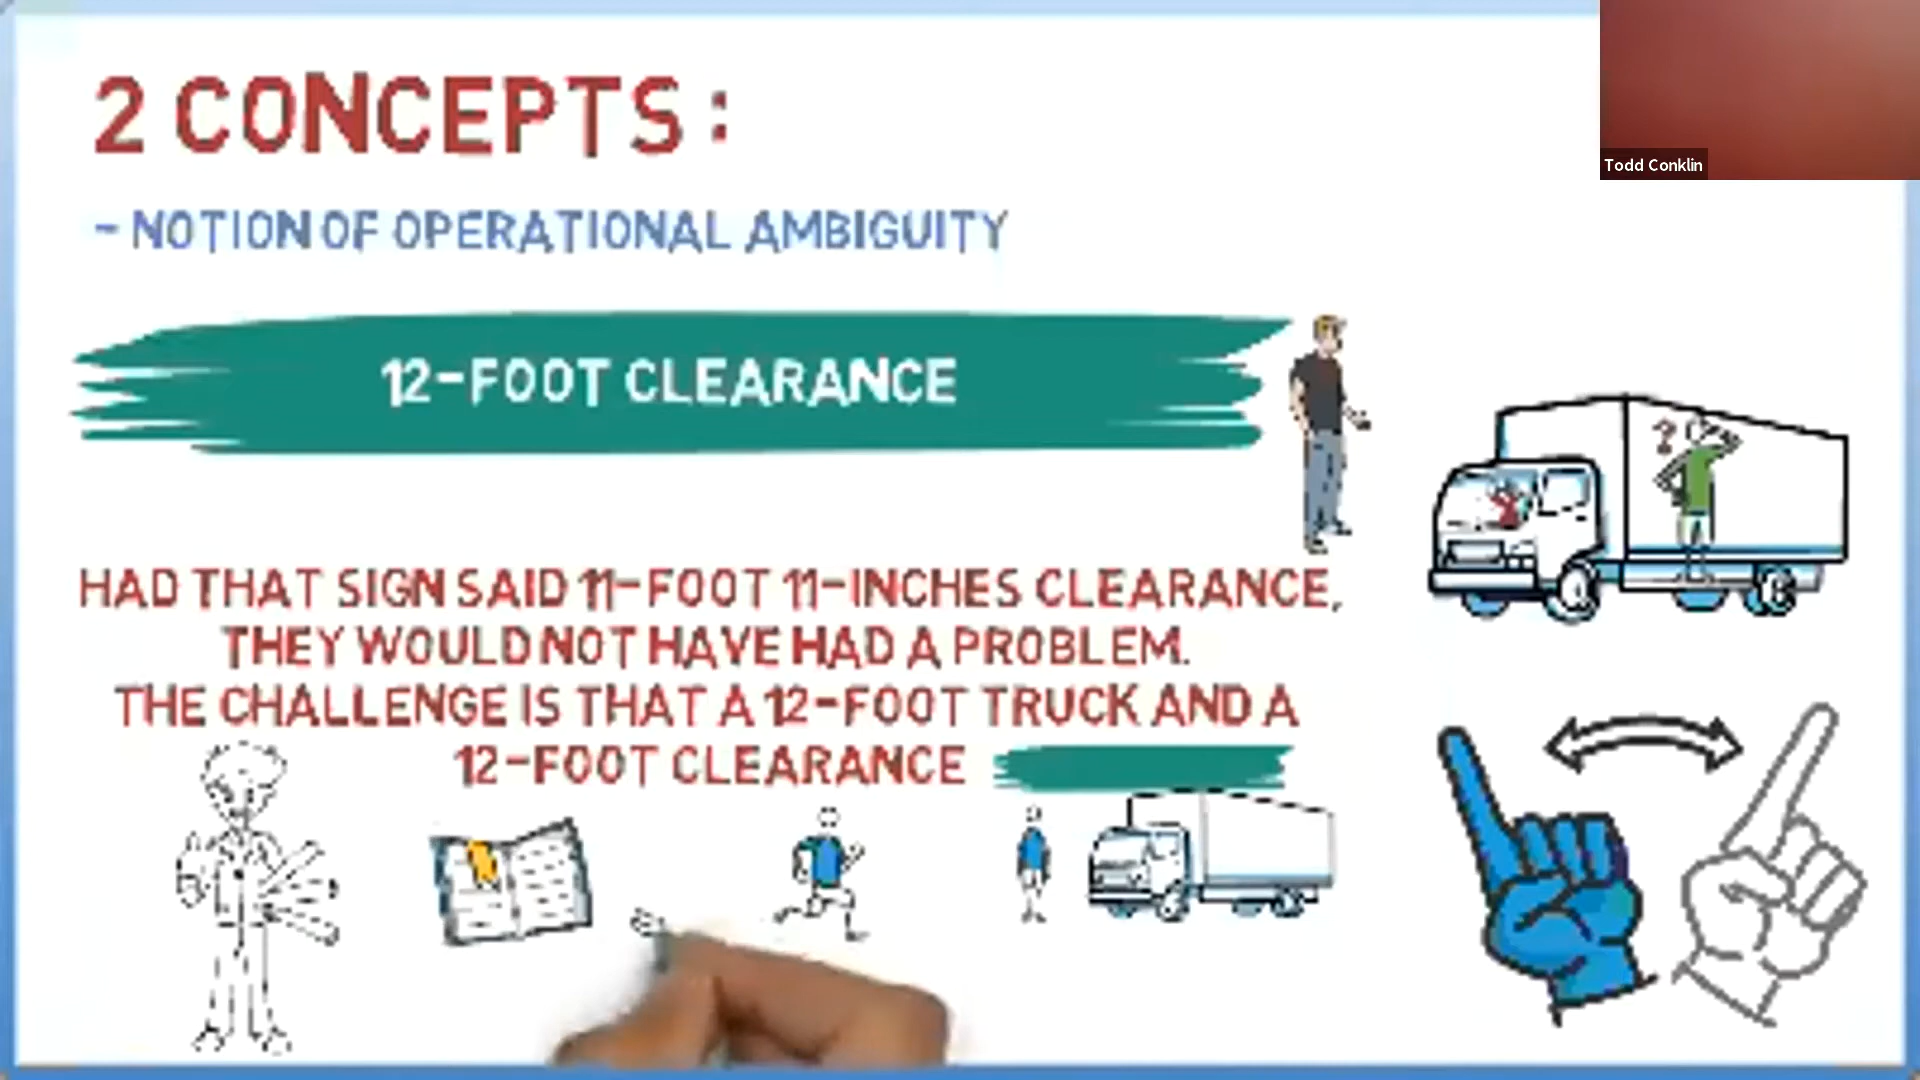 2 CONCEPTS :
Todd Conklin
- NOTION OF OPERATIONAL AMBIGUITY
12-FOOT CLEARANCE
?
HAD THAT SIGN SAID 11-FOOT 11-INCHES CLEARANCE,
THEY WOULD NOT HAVE HAD A PROBLEM.
THE CHALLENGE IS THAT A 12-FOOT TRUCK AND A
12-FOOT CLEARANCE